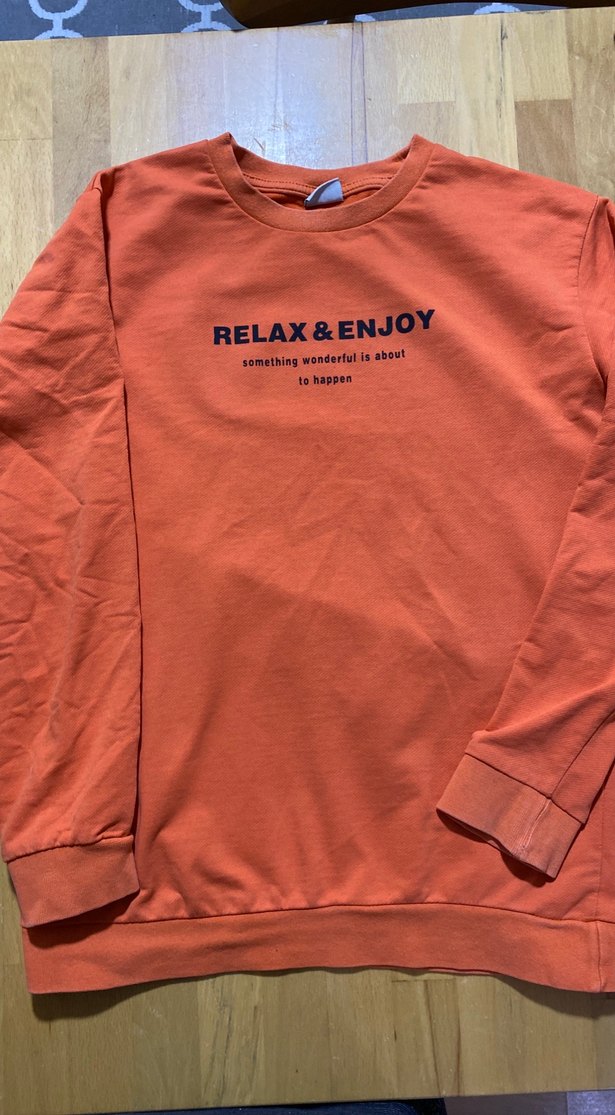 RELAX & ENJOY
something wonderful is about
to happen